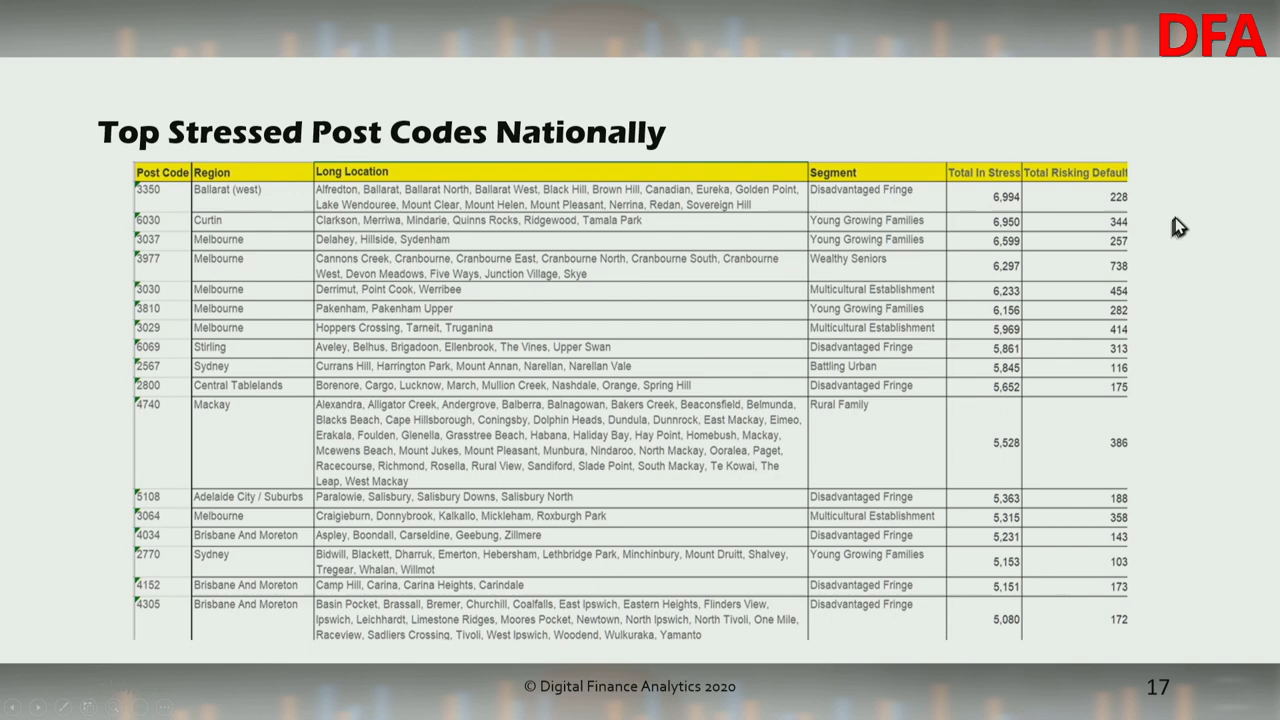 DFA
Top Stressed Post Codes Nationally
Post Code Region Long Location Segment Total In Stress Total Risking Default
3350 Ballarat (west) Alfredton, Ballarat, Ballarat North, Ballarat West, Black Hill, Brown Hill, Canadian, Eureka, Golden Point, Disadvantaged Fringe
Lake Wendouree, Mount Clear, Mount Helen, Mount Pleasant, Nerrina, Redan, Sovereign Hill 6,994 228
6030 Curtin Clarkson, Merriwa, Mindarie, Quinns Rocks, Ridgewood, Tamala Park Young Growing Families 6,950 344
3037 Melbourne Delahey, Hillside, Sydenham Young Growing Families 6,599 257
3977 Melbourne Cannons Creek, Cranbourne, Cranbourne East, Cranbourne North, Cranbourne South, Cranbourne Wealthy Seniors
West, Devon Meadows, Five Ways, Junction Village, Skye 6,297 738
3030 Melbourne Derrimut, Point Cook, Werribee Multicultural Establishment 6,233 454
3810 Melbourne Pakenham, Pakenham Upper Young Growing Families 6,156 282
3029 Melbourne Hoppers Crossing, Tarneit, Truganina Multicultural Establishment 5,969 414
6069 Stirling Aveley, Belhus, Brigadoon, Ellenbrook, The Vines, Upper Swan Disadvantaged Fringe 5,861 313
2567 Sydney Currans Hill, Harrington Park, Mount Annan, Narellan, Narellan Vale Battling Urban 5,845 116
2800 Central Tablelands Borenore, Cargo, Lucknow, March, Mullion Creek, Nashdale, Orange, Spring Hill Disadvantaged Fringe 5,652 175
4740 Mackay Alexandra, Alligator Creek, Andergrove, Balberra, Balnagowan, Bakers Creek, Beaconsfield, Belmunda, Rural Family
Blacks Beach, Cape Hillsborough, Coningsby, Dolphin Heads, Dundula, Dunnrock, East Mackay, Eimeo,
Erakala, Foulden, Glenella, Grasstree Beach, Habana, Haliday Bay, Hay Point, Homebush, Mackay,
Mcewens Beach, Mount Jukes, Mount Pleasant, Munbura, Nindaroo, North Mackay, Ooralea, Paget, 5,528 386
Racecourse, Richmond, Rosella, Rural View, Sandiford, Slade Point, South Mackay, Te Kowai, The
Leap, West Mackay
5108 Adelaide City / Suburbs Paralowie, Salisbury, Salisbury Downs, Salisbury North Disadvantaged Fringe 5,363 188
3064 Melbourne Craigieburn, Donnybrook, Kalkallo, Mickleham, Roxburgh Park Multicultural Establishment 5,315 358
4034 Brisbane And Moreton Aspley, Boondall, Carseldine, Geebung, Zillmere Disadvantaged Fringe 5,231 143
2770 Sydney Bidwill, Blackett, Dharruk, Emerton, Hebersham, Lethbridge Park, Minchinbury, Mount Druitt, Shalvey, Young Growing Families
Tregear, Whalan, Willmot 5,153 103
4152 Brisbane And Moreton Camp Hill, Carina, Carina Heights, Carindale Disadvantaged Fringe 5,151 173
4305 Brisbane And Moreton Basin Pocket, Brassall, Bremer, Churchill, Coalfalls, East Ipswich, Eastern Heights, Flinders View, Disadvantaged Fringe
Ipswich, Leichhardt, Limestone Ridges, Moores Pocket, Newtown, North Ipswich, North Tivoli, One Mile, 5,080 172
Raceview, Sadliers Crossing, Tivoli, West Ipswich, Woodend, Wulkuraka, Yamanto
© Digital Finance Analytics 2020
17